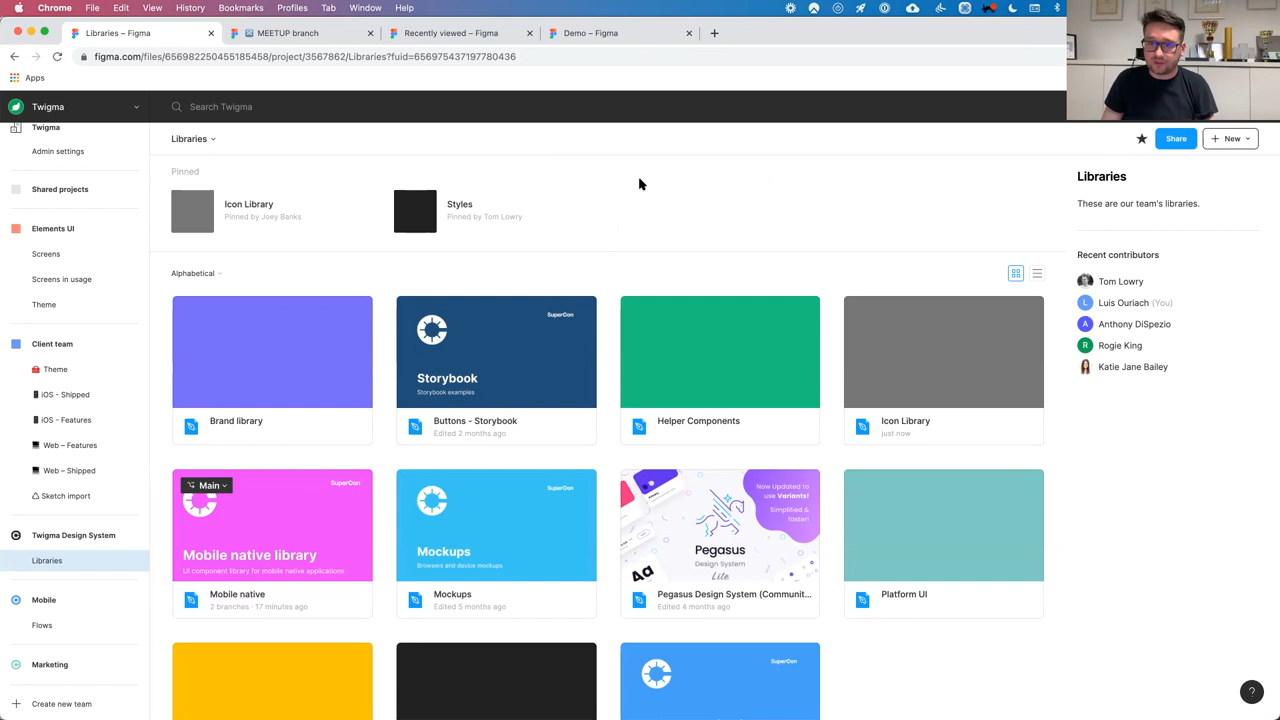 View
History
Bookmarks
Profiles
Tab
Window
Help
Libraries – Figma
MEETUP branch
Recently viewed – Figma
Demo – Figma
figma.com/files/656982250455185458/project/3567862/Libraries?fuid=656975437197780436
Apps
Twigma
Search Twigma
Twigma
Admin settings
Shared projects
Elements UI
Screens
Screens in usage
Theme
Client team
Theme
iOS - Shipped
iOS - Features
Web – Features
Web – Shipped
Sketch import
Twigma Design System
Libraries
Mobile
Flows
Marketing
Create new team
Libraries
Share
New
Pinned
Icon Library
Pinned by Joey Banks
Styles
Pinned by Tom Lowry
Alphabetical
Brand library
SuperCon
Storybook
Storybook examples
Buttons - Storybook
Edited 2 months ago
Helper Components
Icon Library
just now
Main
SuperCon
Mobile native library
UI component library for mobile native applications
Mobile native
2 branches · 17 minutes ago
SuperCon
Mockups
Browsers and device mockups
Mockups
Edited 5 months ago
Now Updated to
use Variants!
Simplified &
faster!
Pegasus
Design System
Lite
Aa
Pegasus Design System (Communit...
Edited 4 months ago
Platform UI
SuperCon
Libraries
These are our team's libraries.
Recent contributors
Tom Lowry
L
Luis Ouriach (You)
A
Anthony DiSpezio
R
Rogie King
Katie Jane Bailey
?